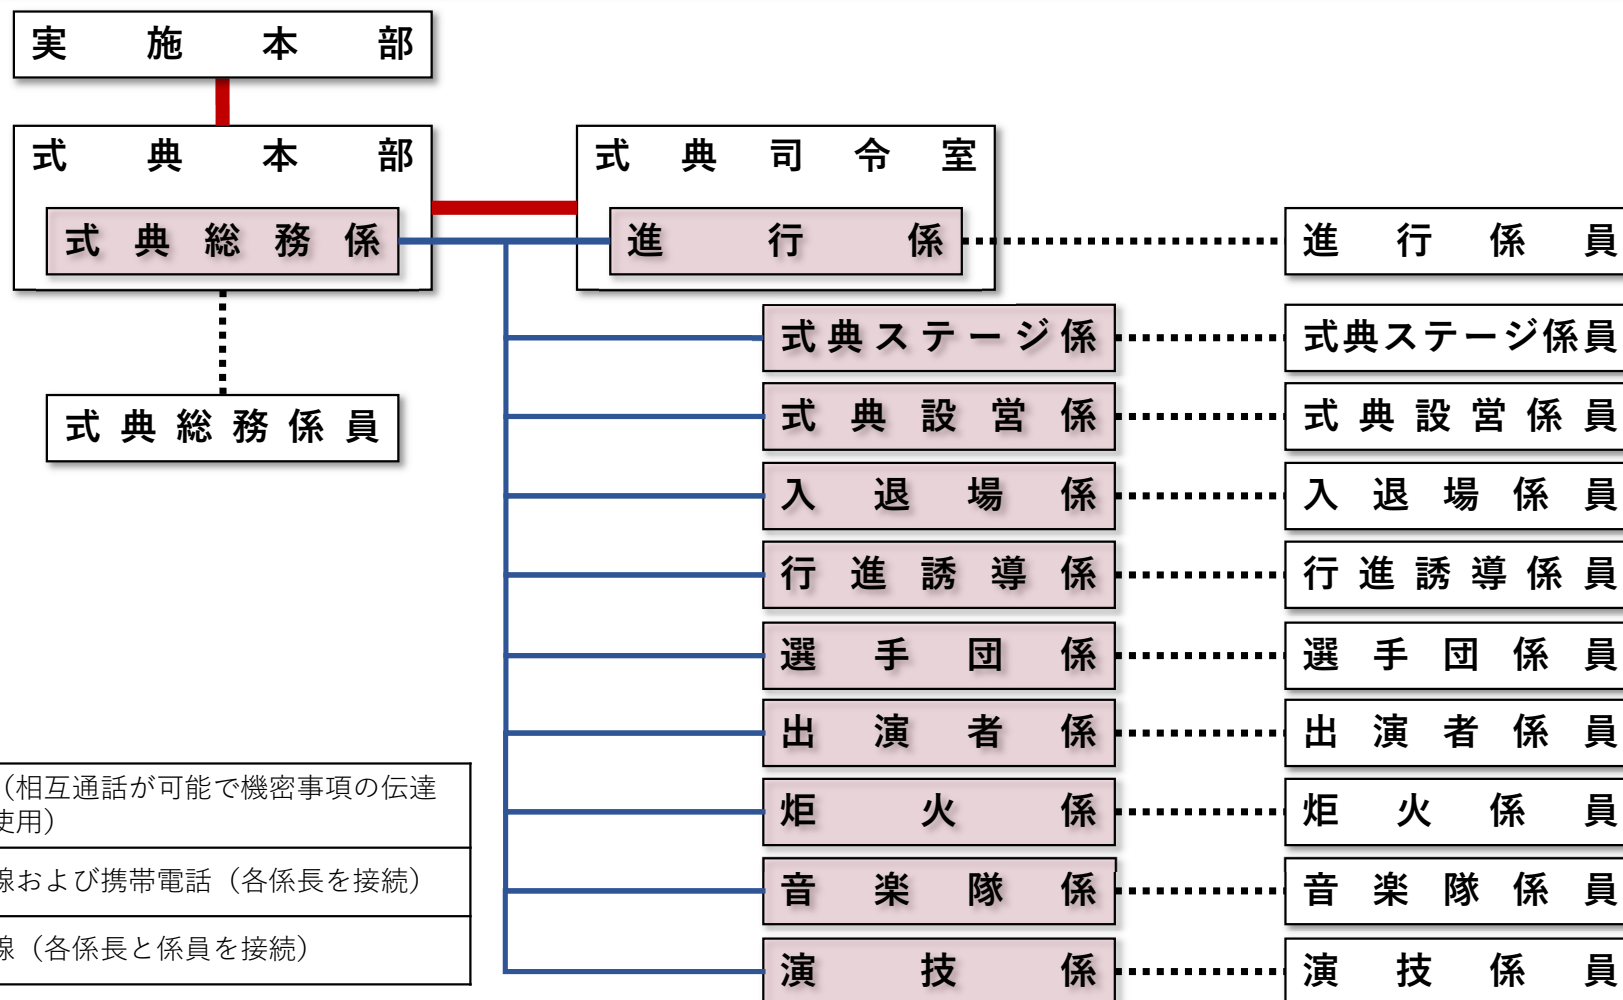 実施本部
式典本部
式典司令室
式典総務係
進行係
進行係員
式典ステージ係
式典ステージ係員
式典総務係員
式典設営係
式典設営係員
入退場係
入退場係員
行進誘導係
行進誘導係員
選手団係
選手団係員
出演者係
出演者係員
炬火係
炬火係員
音楽隊係
音楽隊係員
演技係
演技係員
（相互通話が可能で機密事項の伝達
使用）
線および携帯電話（各係長を接続）
線（各係長と係員を接続）